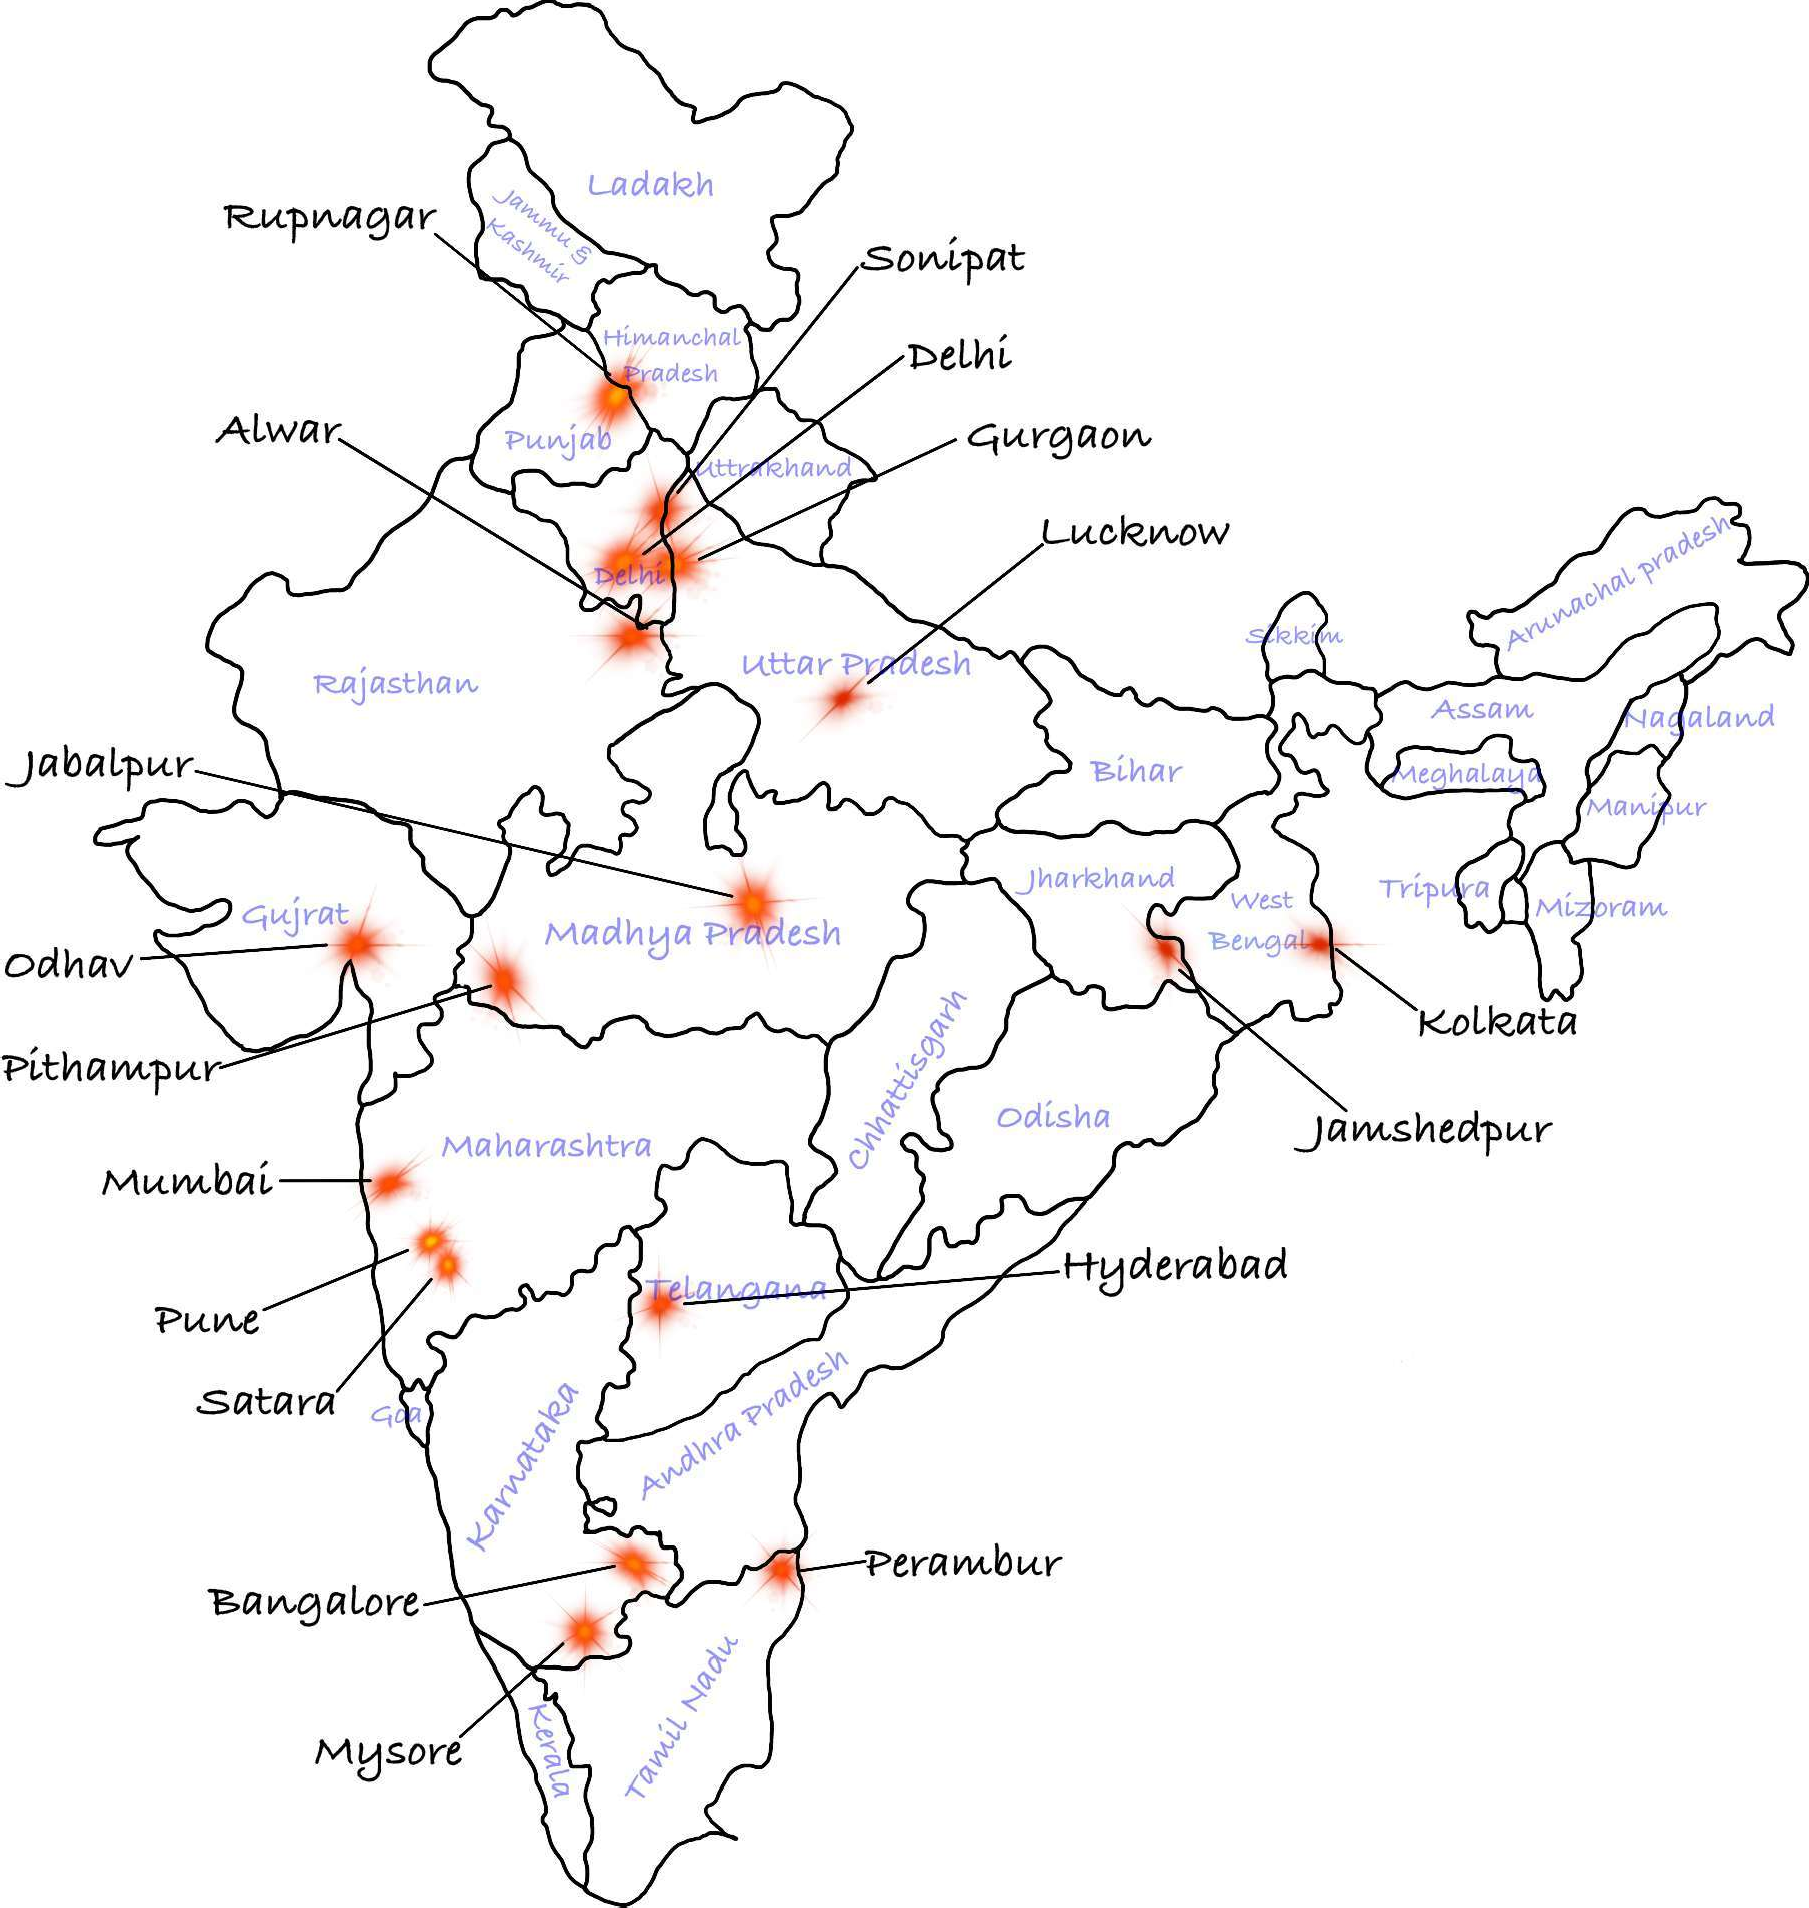 Ladakh
Jammu &
Kashmir
Rupnagar
Sonipat
Himanchal
Pradesh
Delhi
Alwar
Punjab
Gurgaon
Uttrakhand
Lucknow
Delhi
Arunachal pradesh
Sikkim
Uttar Pradesh
Rajasthan
Assam
Nagaland
Jabalpur
Bihar
Meghalaya
Manipur
Jharkhand
Tripura
West
Bengal
Mizoram
Gujrat
Madhya Pradesh
Odhav
Kolkata
Pithampur
Chhattisgarh
Odisha
Jamshedpur
Maharashtra
Mumbai
Hyderabad
Telangana
Pune
Satara
Goa
Andhra Pradesh
Karnataka
Perambur
Bangalore
Tamil Nadu
Mysore
Kerala